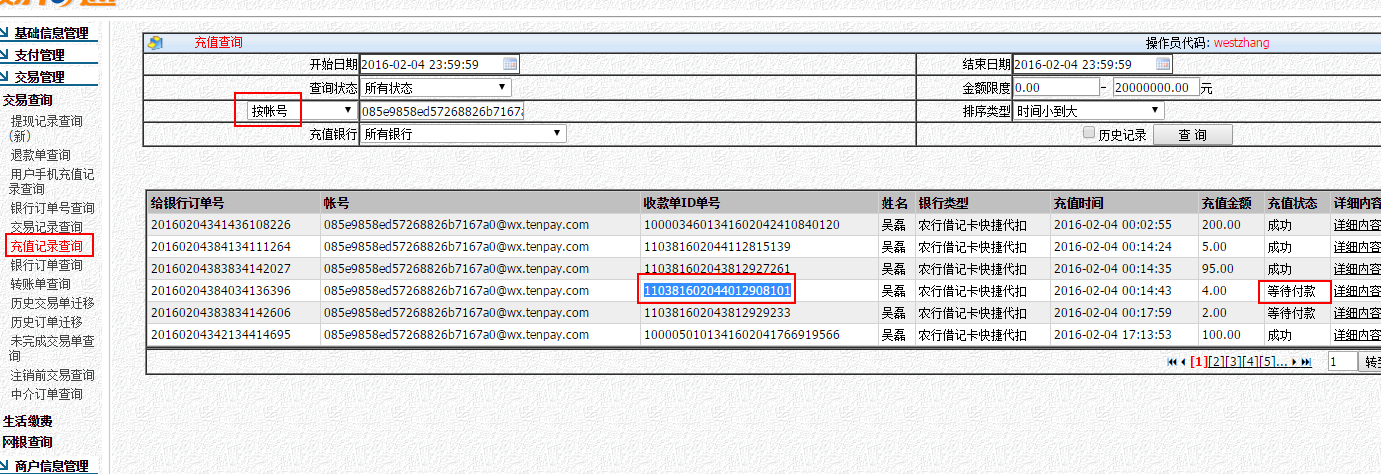 基础信息管理
支付管理
交易管理
交易查询
提现记录查询
（新）
退款单查询
用户手机充值记
录查询
银行订单号查询
交易记录查询
充值记录查询
银行订单查询
转账单查询
历史交易单迁移
历史订单迁移
未完成交易单查
询
注销前交易查询
中介订单查询
生活缴费
网银查询
商户信息管理
充值查询 操作员代码: westzhang
开始日期 2016-02-04 23:59:59 结束日期 2016-02-04 23:59:59
查询状态 所有状态 金额限度 0.00 - 20000000.00 元
按帐号 085e9858ed57268826b7167a 排序类型 时间小到大
充值银行 所有银行 历史记录 查 询
给银行订单号 帐号 收款单ID单号 姓名 银行类型 充值时间 充值金额 充值状态 详细内容
20160204341436108226 085e9858ed57268826b7167a0@wx.tenpay.com 1000034601341602042410840120 吴磊 农行借记卡快捷代扣 2016-02-04 00:02:55 200.00 成功 详细内容
20160204384134111264 085e9858ed57268826b7167a0@wx.tenpay.com 110381602044112815139 吴磊 农行借记卡快捷代扣 2016-02-04 00:14:24 5.00 成功 详细内容
20160204383834142027 085e9858ed57268826b7167a0@wx.tenpay.com 110381602043812927261 吴磊 农行借记卡快捷代扣 2016-02-04 00:14:35 95.00 成功 详细内容
20160204384034136396 085e9858ed57268826b7167a0@wx.tenpay.com 110381602044012908101 吴磊 农行借记卡快捷代扣 2016-02-04 00:14:43 4.00 等待付款 详细内容
20160204383834142606 085e9858ed57268826b7167a0@wx.tenpay.com 110381602043812929233 吴磊 农行借记卡快捷代扣 2016-02-04 00:17:59 2.00 等待付款 详细内容
20160204342134414695 085e9858ed57268826b7167a0@wx.tenpay.com 1000050101341602041766919566 吴磊 农行借记卡快捷代扣 2016-02-04 17:13:53 100.00 成功 详细内容
[1][2][3][4][5]... 1 转